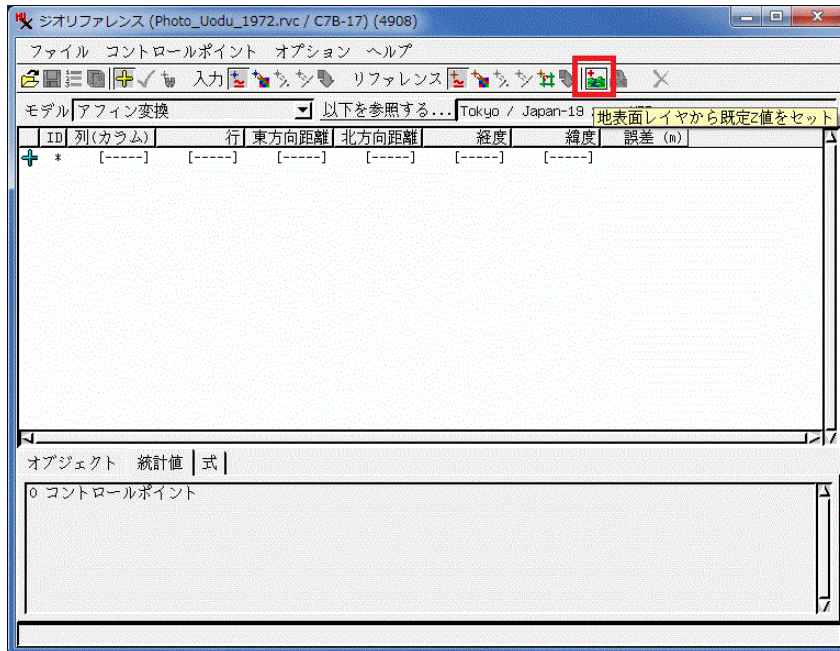 ジオリファレンス (Photo_Uodu_1972.rvc / C7B-17) (4908)
ファイル コントロールポイント オプション ヘルプ
入力 リファレンス
モデル アフィン変換 以下を参照する... Tokyo / Japan-19
地表面レイヤから既定Z値をセット
ID 列(カラム) 行 東方向距離 北方向距離 経度 緯度 誤差 (m)
* [-----] [-----] [-----] [-----] [-----] [-----]
オブジェクト 統計値 式
0 コントロールポイント